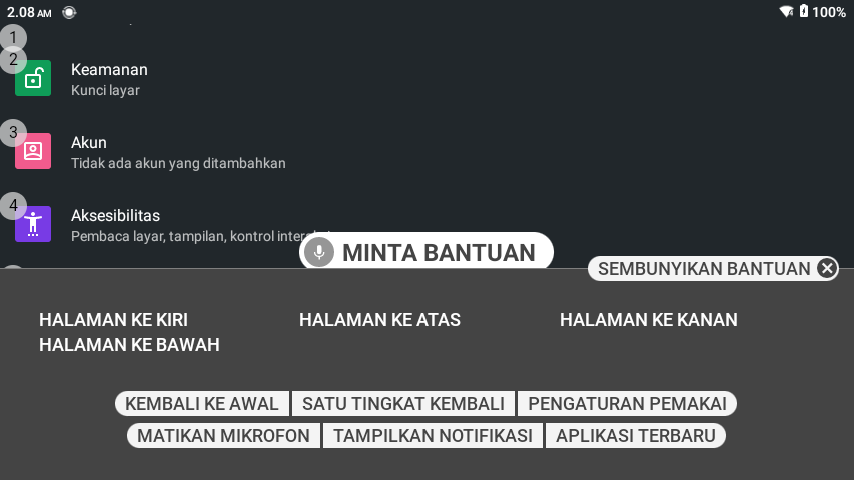 2.08 AM
100%
1
2
Keamanan
Kunci layar
3
Akun
Tidak ada akun yang ditambahkan
4
Aksesibilitas
Pembaca layar, tampilan, kontrol
MINTA BANTUAN
SEMBUNYIKAN BANTUAN
HALAMAN KE KIRI
HALAMAN KE ATAS
HALAMAN KE KANAN
HALAMAN KE BAWAH
KEMBALI KE AWAL
SATU TINGKAT KEMBALI
PENGATURAN PEMAKAI
MATIKAN MIKROFON
TAMPILKAN NOTIFIKASI
APLIKASI TERBARU